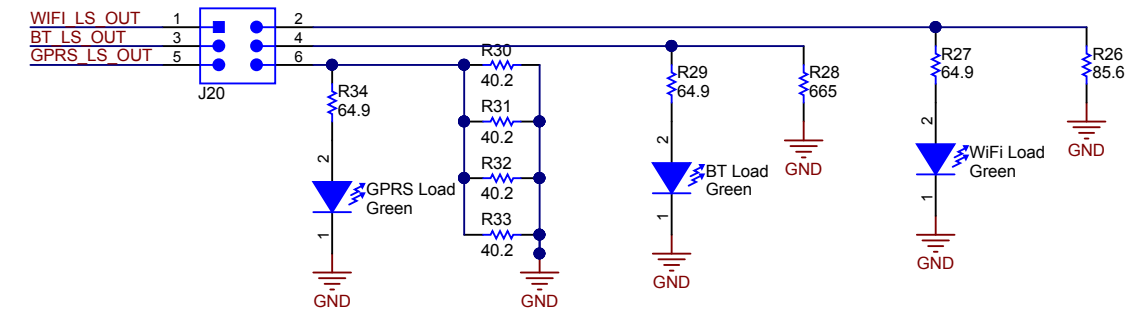 WIFI_LS_OUT 1 2
BT_LS_OUT 3 4
GPRS_LS_OUT 5 6
J20
R34
64.9
2
GPRS Load
Green
1
GND
R30
40.2
R31
40.2
R32
40.2
R33
40.2
GND
R29
64.9
2
BT Load
Green
1
GND
R28
665
GND
R27
64.9
2
WiFi Load
Green
1
GND
R26
85.6
GND